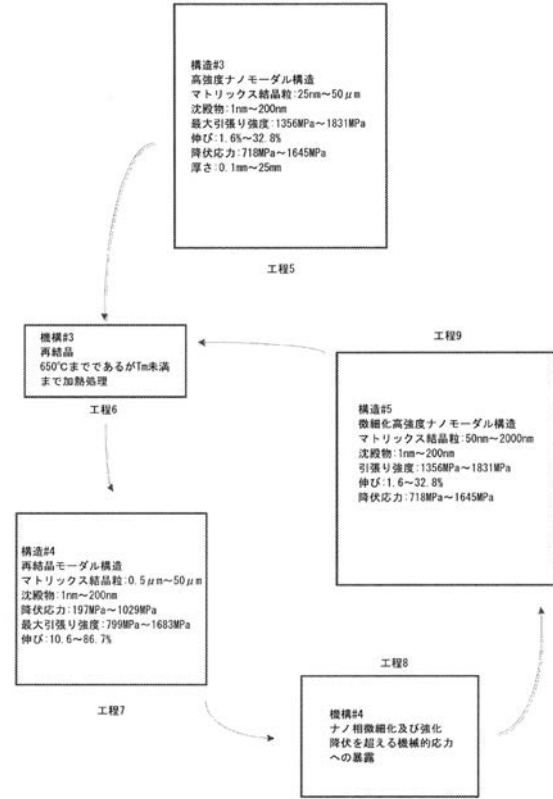 構造#3
高強度ナノモーダル構造
マトリックス結晶粒:25nm~50μm
沈殿物:1nm~200nm
最大引張り強度:1356MPa~1831MPa
伸び:1.6%~32.8%
降伏応力:718MPa~1645MPa
厚さ:0.1mm~25mm
工程5
機構#3
再結晶
650℃までであるがTm未満
まで加熱処理
工程6
構造#4
再結晶モーダル構造
マトリックス結晶粒:0.5μm~50μm
沈殿物:1nm~200nm
降伏応力:197MPa~1029MPa
最大引張り強度:799MPa~1683MPa
伸び:10.6~86.7%
工程7
工程8
機構#4
ナノ相微細化及び強化
降伏を超える機械的応力
への暴露
工程9
構造#5
微細化高強度ナノモーダル構造
マトリックス結晶粒:50nm~2000nm
沈殿物:1nm~200nm
引張り強度:1356MPa~1831MPa
伸び:1.6~32.8%
降伏応力:718MPa~1645MPa